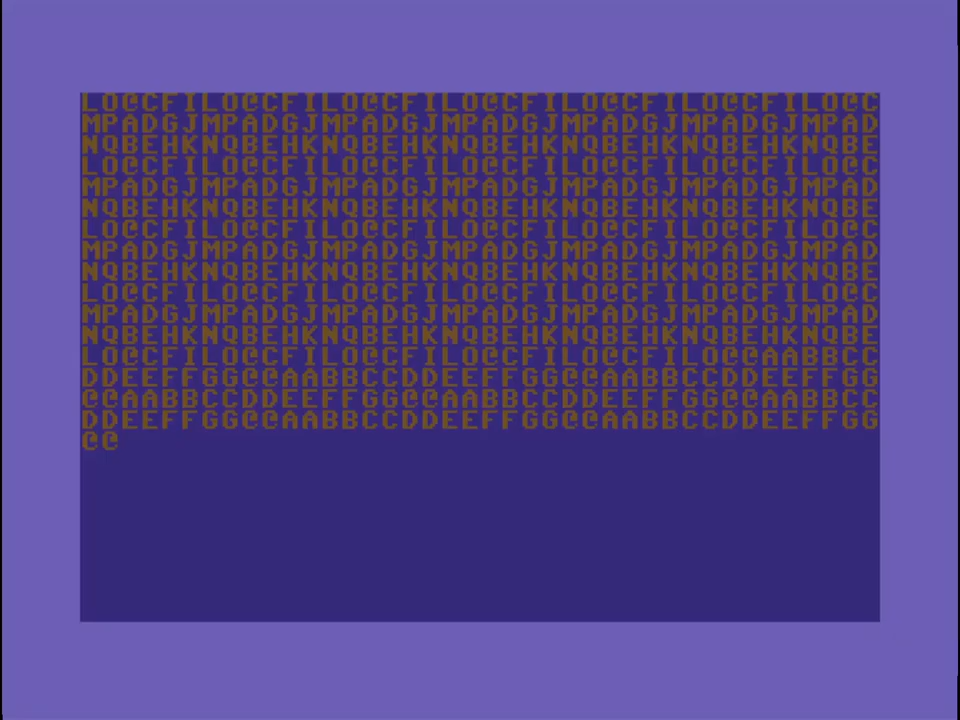 LO@CFILO@CFILO@CFILO@CFILO@CFILO@CFILO@C
MPADGJMPADGJMPADGJMPADGJMPADGJMPADGJMPAD
NQBEHKNQBEHKNQBEHKNQBEHKNQBEHKNQBEHKNQBE
LO@CFILO@CFILO@CFILO@CFILO@CFILO@CFILO@C
MPADGJMPADGJMPADGJMPADGJMPADGJMPADGJMPAD
NQBEHKNQBEHKNQBEHKNQBEHKNQBEHKNQBEHKNQBE
LO@CFILO@CFILO@CFILO@CFILO@CFILO@CFILO@C
MPADGJMPADGJMPADGJMPADGJMPADGJMPADGJMPAD
NQBEHKNQBEHKNQBEHKNQBEHKNQBEHKNQBEHKNQBE
LO@CFILO@CFILO@CFILO@CFILO@CFILO@CFILO@C
MPADGJMPADGJMPADGJMPADGJMPADGJMPADGJMPAD
NQBEHKNQBEHKNQBEHKNQBEHKNQBEHKNQBEHKNQBE
LO@CFILO@CFILO@CFILO@CFILO@CFILO@@AABBCC
DDEEFFGG@@AABBCCDDEEFFGG@@AABBCCDDEEFFGG
@@AABBCCDDEEFFGG@@AABBCCDDEEFFGG@@AABBCC
DDEEFFGG@@AABBCCDDEEFFGG@@AABBCCDDEEFFGG
@@